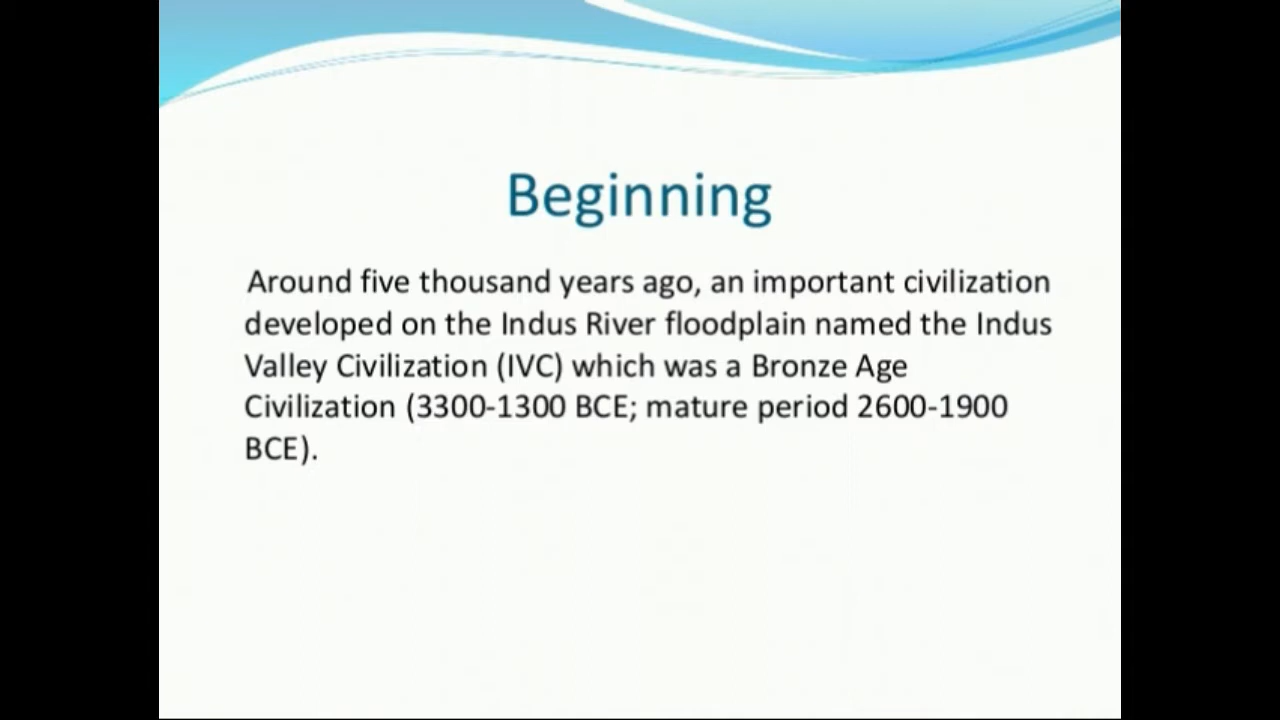 Beginning
Around five thousand years ago, an important civilization
developed on the Indus River floodplain named the Indus
Valley Civilization (IVC) which was a Bronze Age
Civilization (3300-1300 BCE; mature period 2600-1900
BCE).